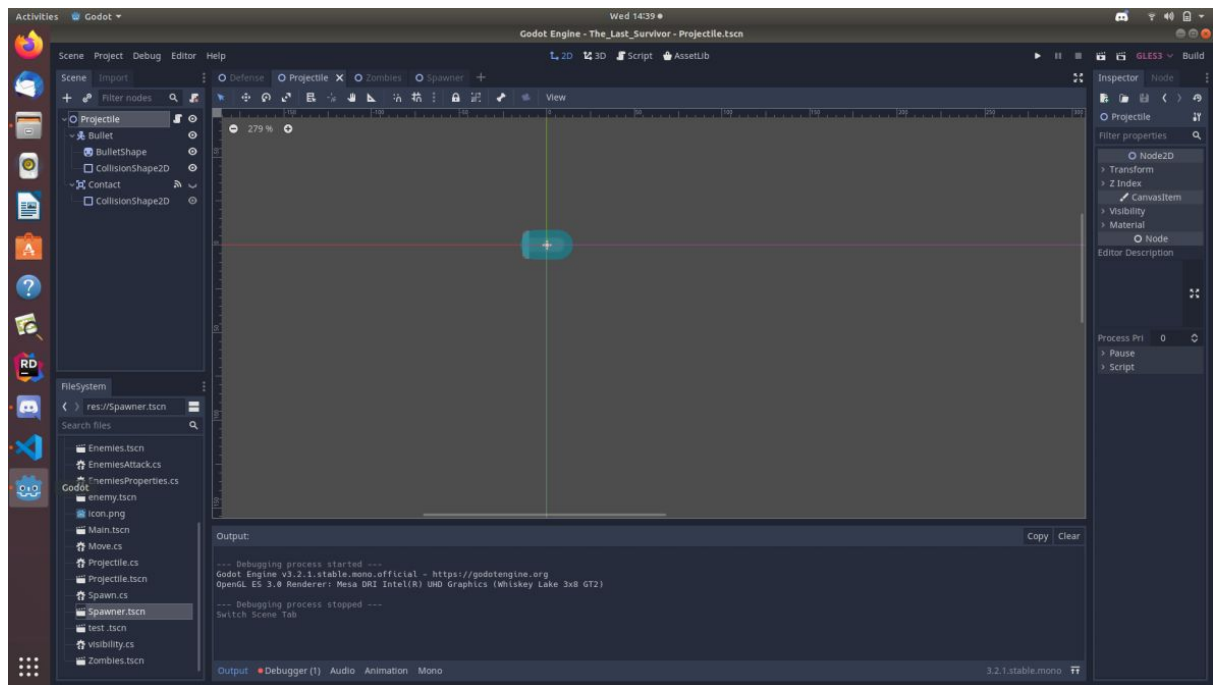 Activities Godot Wed 14:39
Godot Engine - The_Last_Survivor - Projectile.tscn
Scene Project Debug Editor Help 2D 3D Script AssetLib GLES3 Build
Scene Import
Filter nodes
Projectile
Bullet
BulletShape
CollisionShape2D
Contact
CollisionShape2D
Defense Projectile X Zombies Spawner +
View
279 %
Inspector Node
Projectile
Filter properties
Node2D
Transform
Z Index
CanvasItem
Visibility
Material
Node
Editor Description
Process Pri 0
Pause
Script
FileSystem
res://Spawner.tscn
Search files
Enemies.tscn
EnemiesAttack.cs
EnemiesProperties.cs
Godot
enemy.tscn
icon.png
Main.tscn
Move.cs
Projectile.cs
Projectile.tscn
Spawn.cs
Spawner.tscn
test .tscn
visibility.cs
Zombies.tscn
Output: Copy Clear
--- Debugging process started ---
Godot Engine v3.2.1.stable.mono.official - https://godotengine.org
OpenGL ES 3.0 Renderer: Mesa DRI Intel(R) UHD Graphics (Whiskey Lake 3x8 GT2)
--- Debugging process stopped ---
Switch Scene Tab
Output Debugger (1) Audio Animation Mono 3.2.1.stable.mono
RD